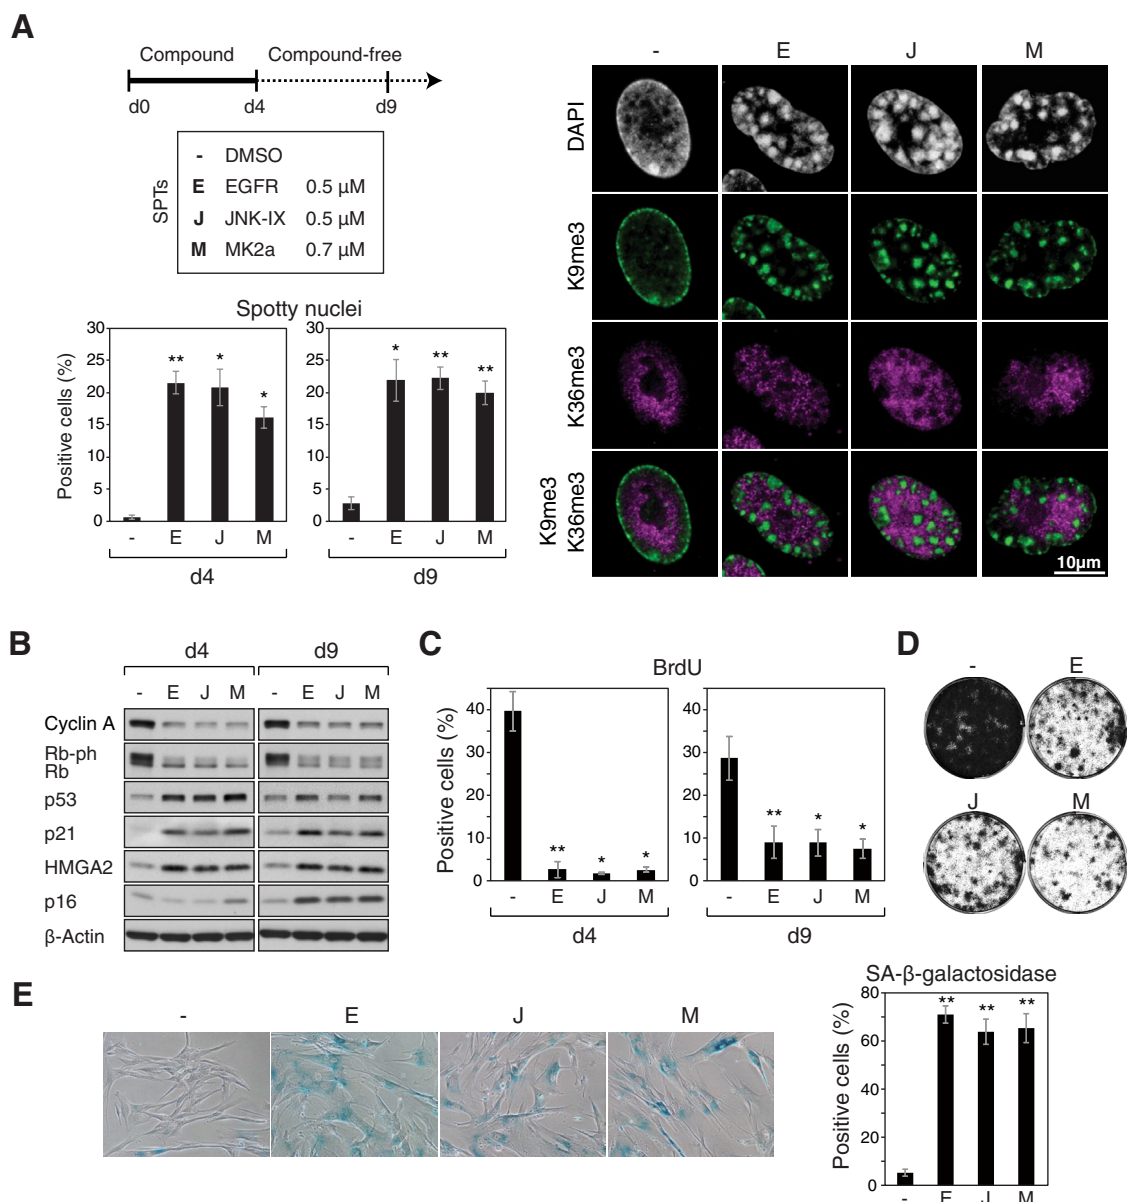 A
Compound Compound-free
d0 d4 d9
SPTs
- DMSO
E EGFR 0.5 µM
J JNK-IX 0.5 µM
M MK2a 0.7 µM
Spotty nuclei
Positive cells (%)
30 30
25 25
20 20
15 15
10 10
5 5
0 0
** * * * ** **
- E J M - E J M
d4 d9
- E J M
DAPI
K9me3
K36me3
K9me3
K36me3
10µm
B
d4 d9
- E J M - E J M
Cyclin A
Rb-ph
Rb
p53
p21
HMGA2
p16
β-Actin
C
BrdU
Positive cells (%)
40 40
30 30
20 20
10 10
0 0
** * * ** * *
- E J M - E J M
d4 d9
D
- E
J M
E
- E J M
SA-β-galactosidase
Positive cells (%)
80
60
40
20
0
** ** **
- E J M